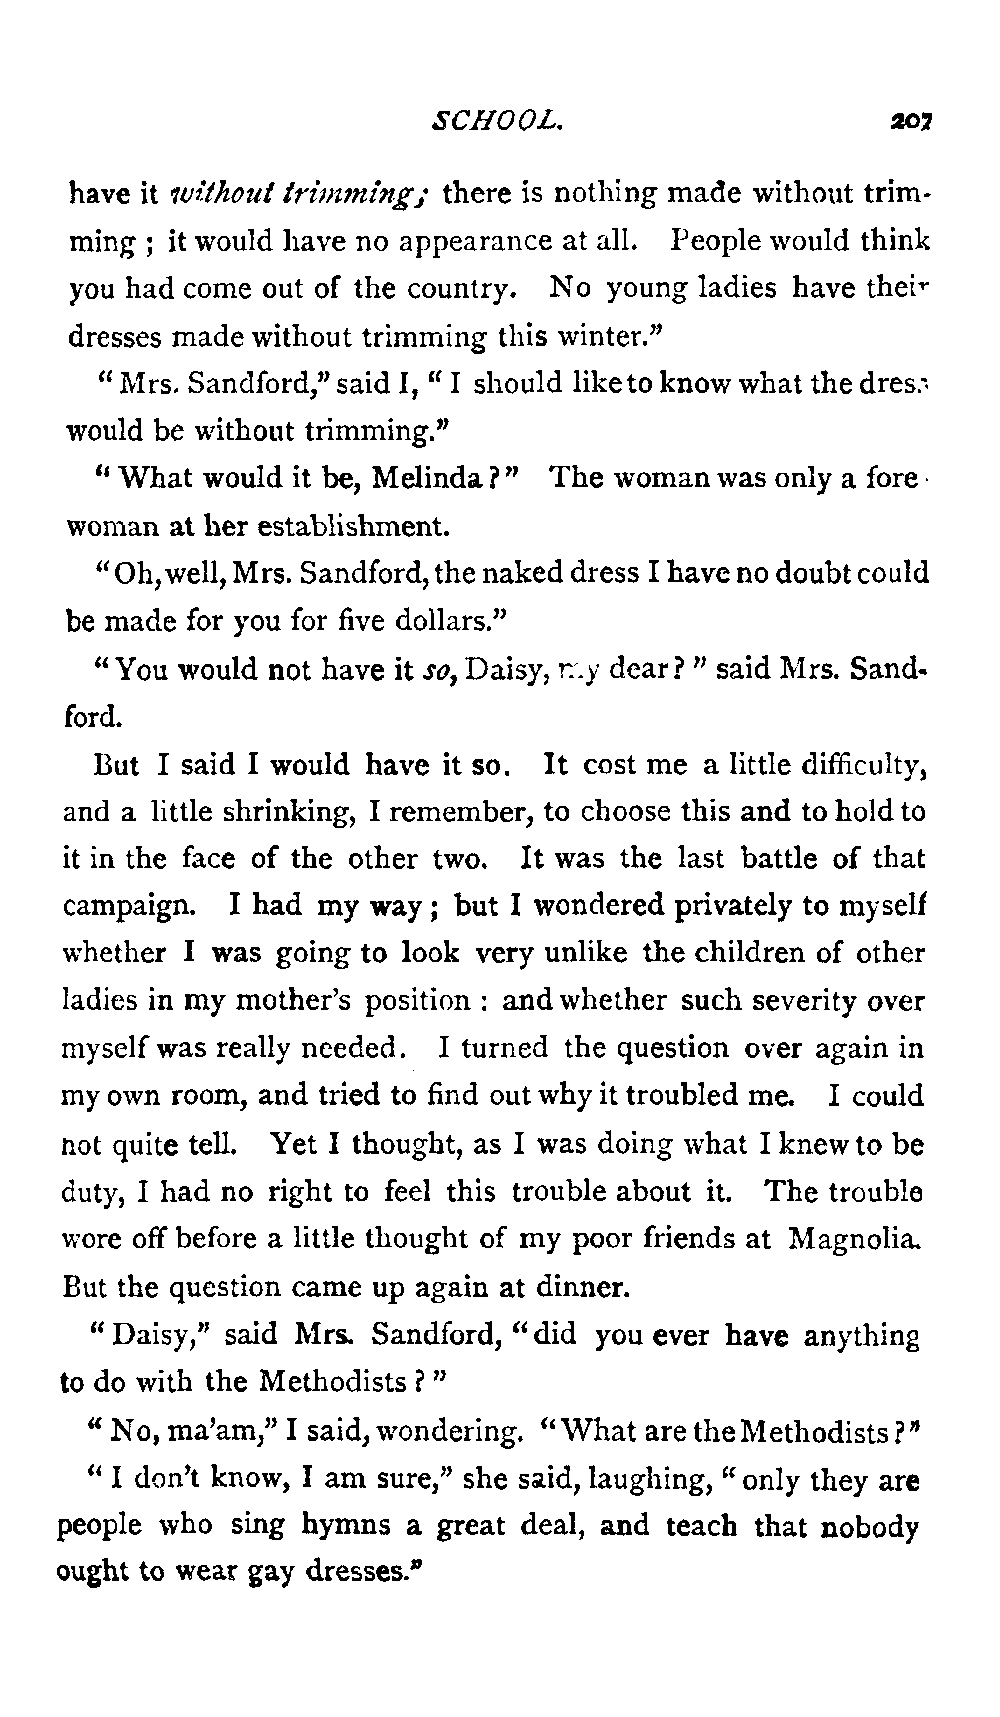 SCHOOL. 207
have it without trimming; there is nothing made without trim-
ming ; it would have no appearance at all. People would think
you had come out of the country. No young ladies have their
dresses made without trimming this winter."
"Mrs. Sandford," said I, "I should like to know what the dress
would be without trimming."
"What would it be, Melinda?" The woman was only a fore-
woman at her establishment.
"Oh, well, Mrs. Sandford, the naked dress I have no doubt could
be made for you for five dollars."
"You would not have it so, Daisy, my dear?" said Mrs. Sand-
ford.
But I said I would have it so. It cost me a little difficulty,
and a little shrinking, I remember, to choose this and to hold to
it in the face of the other two. It was the last battle of that
campaign. I had my way; but I wondered privately to myself
whether I was going to look very unlike the children of other
ladies in my mother's position : and whether such severity over
myself was really needed. I turned the question over again in
my own room, and tried to find out why it troubled me. I could
not quite tell. Yet I thought, as I was doing what I knew to be
duty, I had no right to feel this trouble about it. The trouble
wore off before a little thought of my poor friends at Magnolia.
But the question came up again at dinner.
"Daisy," said Mrs. Sandford, "did you ever have anything
to do with the Methodists?"
"No, ma'am," I said, wondering. "What are the Methodists?"
"I don't know, I am sure," she said, laughing, "only they are
people who sing hymns a great deal, and teach that nobody
ought to wear gay dresses."